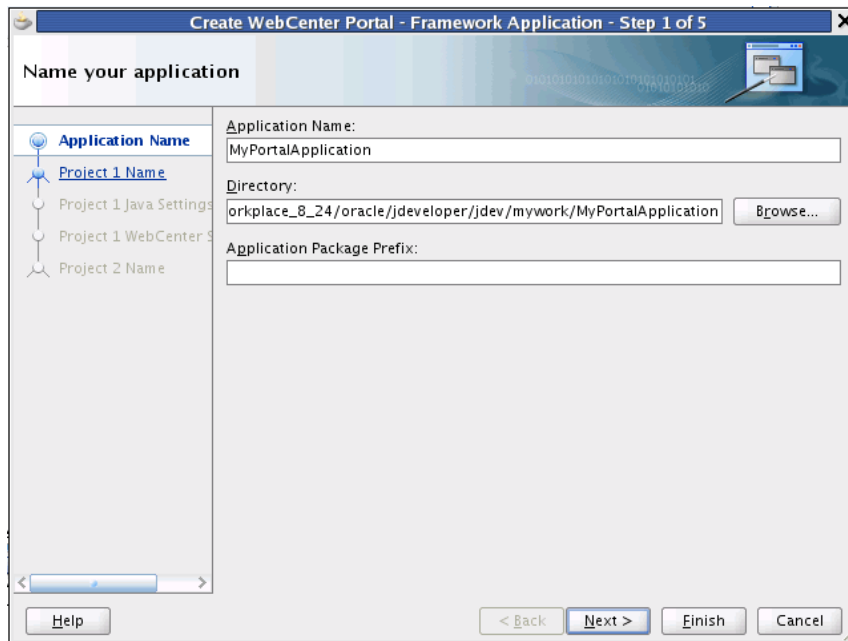 Create WebCenter Portal - Framework Application - Step 1 of 5
Name your application
Application Name
Project 1 Name
Project 1 Java Settings
Project 1 WebCenter S
Project 2 Name
Application Name:
MyPortalApplication
Directory:
orkplace_8_24/oracle/jdeveloper/jdev/mywork/MyPortalApplication
Browse...
Application Package Prefix:
Help
< Back
Next >
Finish
Cancel